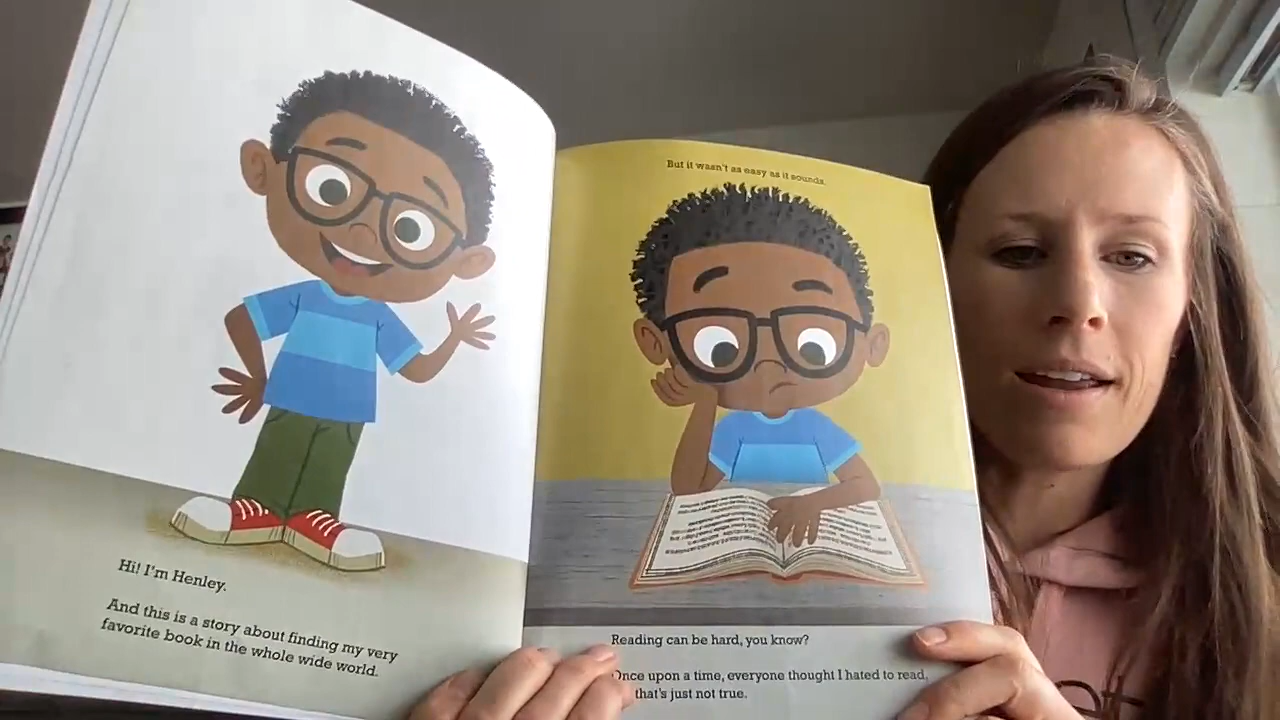 Hi! I'm Henley.
And this is a story about finding my very
favorite book in the whole wide world.
But it wasn't as easy as it sounds.
Reading can be hard, you know?
Once upon a time, everyone thought I hated to read,
that's just not true.